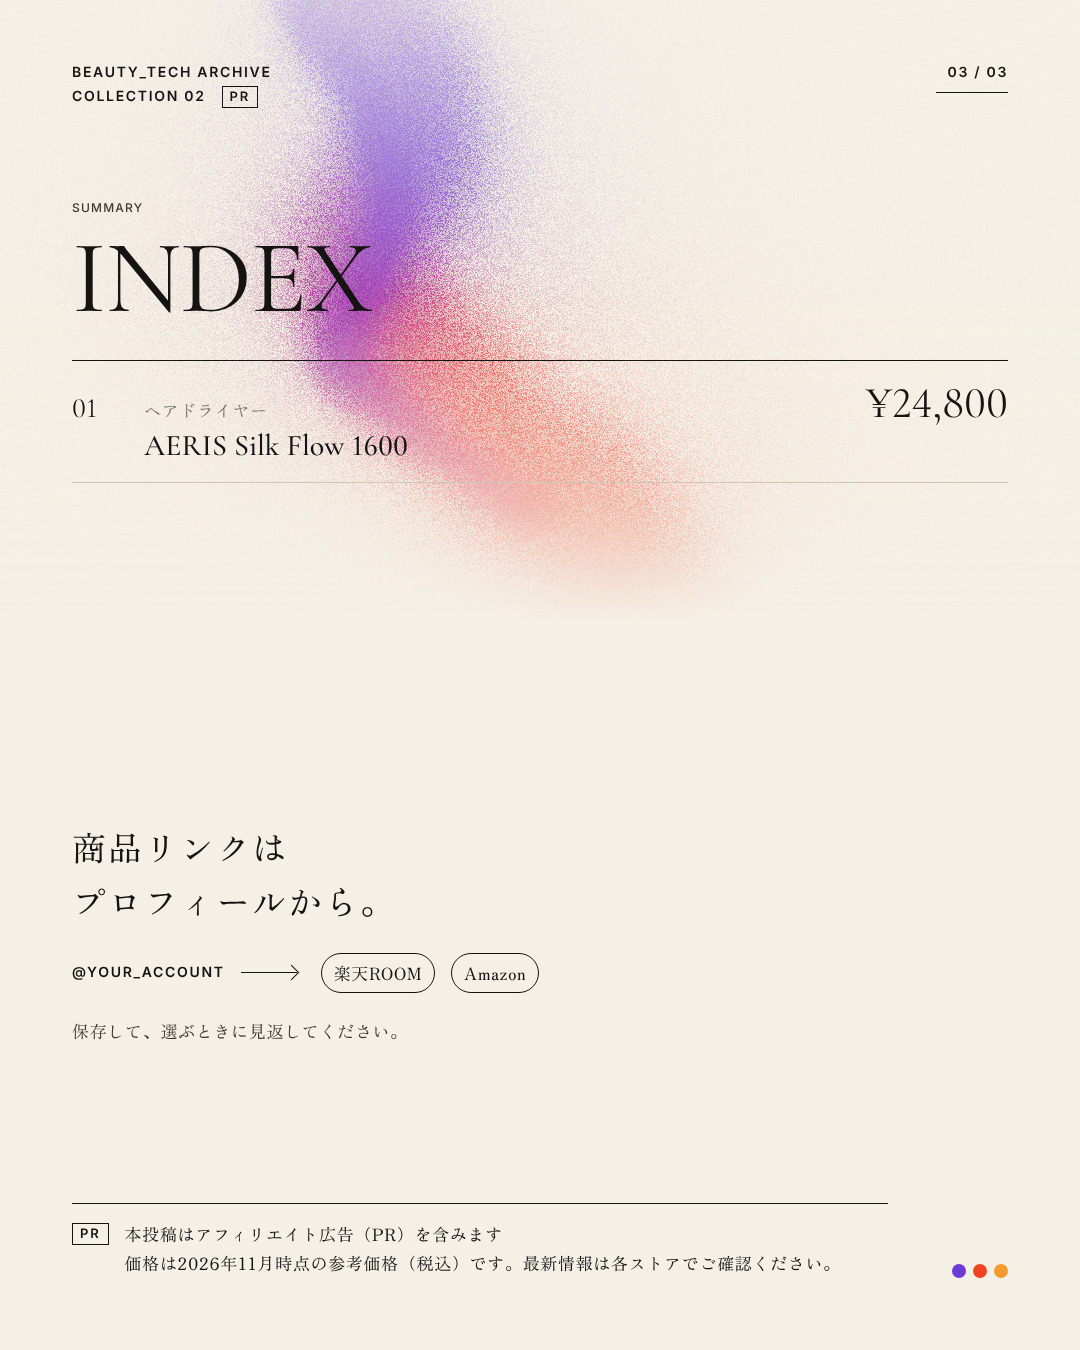 BEAUTY_TECH ARCHIVE
COLLECTION 02 PR
03 / 03
SUMMARY
INDEX
01
ヘアドライヤー
AERIS Silk Flow 1600
¥24,800
商品リンクは
プロフィールから。
@YOUR_ACCOUNT 楽天ROOM Amazon
保存して、選ぶときに見返してください。
PR 本投稿はアフィリエイト広告（PR）を含みます
価格は2026年11月時点の参考価格（税込）です。最新情報は各ストアでご確認ください。